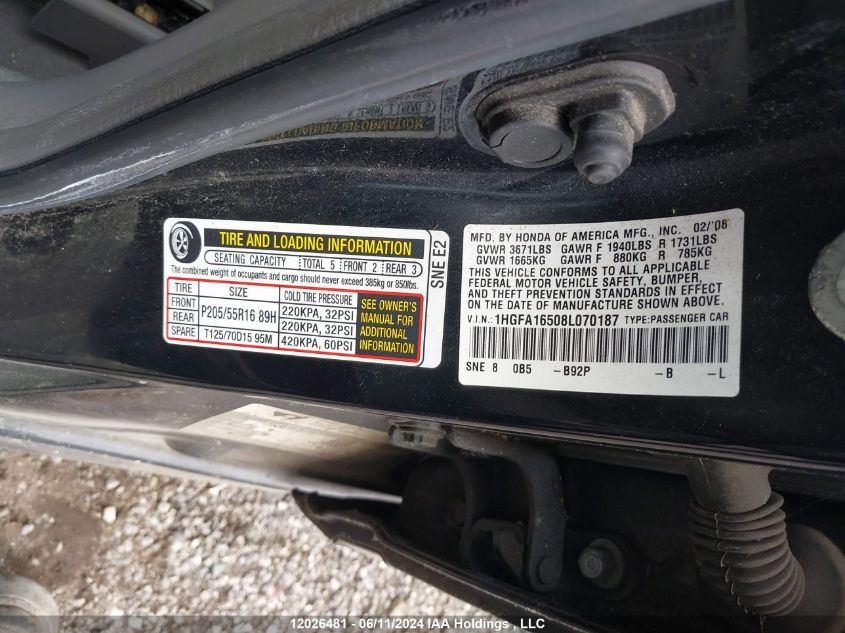 TIRE AND LOADING INFORMATION
SEATING CAPACITY TOTAL 5 FRONT 2 REAR 3
The combined weight of occupants and cargo should never exceed 385kg or 850lbs.
TIRE SIZE COLD TIRE PRESSURE
FRONT P205/55R16 89H 220KPA, 32PSI
REAR 220KPA, 32PSI
SPARE T125/70D15 95M 420KPA, 60PSI
SEE OWNER'S
MANUAL FOR
ADDITIONAL
INFORMATION
SNE E2
MFD. BY HONDA OF AMERICA MFG., INC. 02/'08
GVWR 3671LBS GAWR F 1940LBS R 1731LBS
GVWR 1665KG GAWR F 880KG R 785KG
THIS VEHICLE CONFORMS TO ALL APPLICABLE
FEDERAL MOTOR VEHICLE SAFETY, BUMPER,
AND THEFT PREVENTION STANDARDS IN EFFECT
ON THE DATE OF MANUFACTURE SHOWN ABOVE.
V.I.N.: 1HGFA16508L070187 TYPE:PASSENGER CAR
SNE 8 0B5 -B92P -B -L
12026481 - 06/11/2024 IAA Holdings, LLC